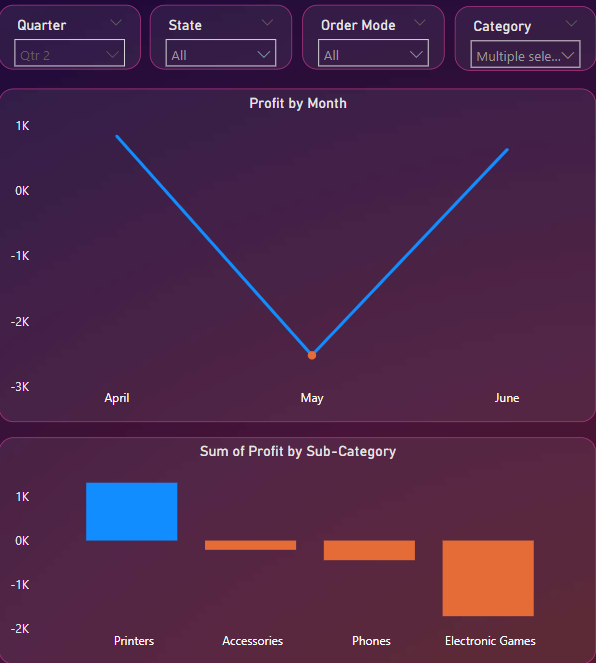 Quarter
Qtr 2
State
All
Order Mode
All
Category
Multiple sele...
Profit by Month
1K
0K
-1K
-2K
-3K
April May June
Sum of Profit by Sub-Category
1K
0K
-1K
-2K
Printers Accessories Phones Electronic Games